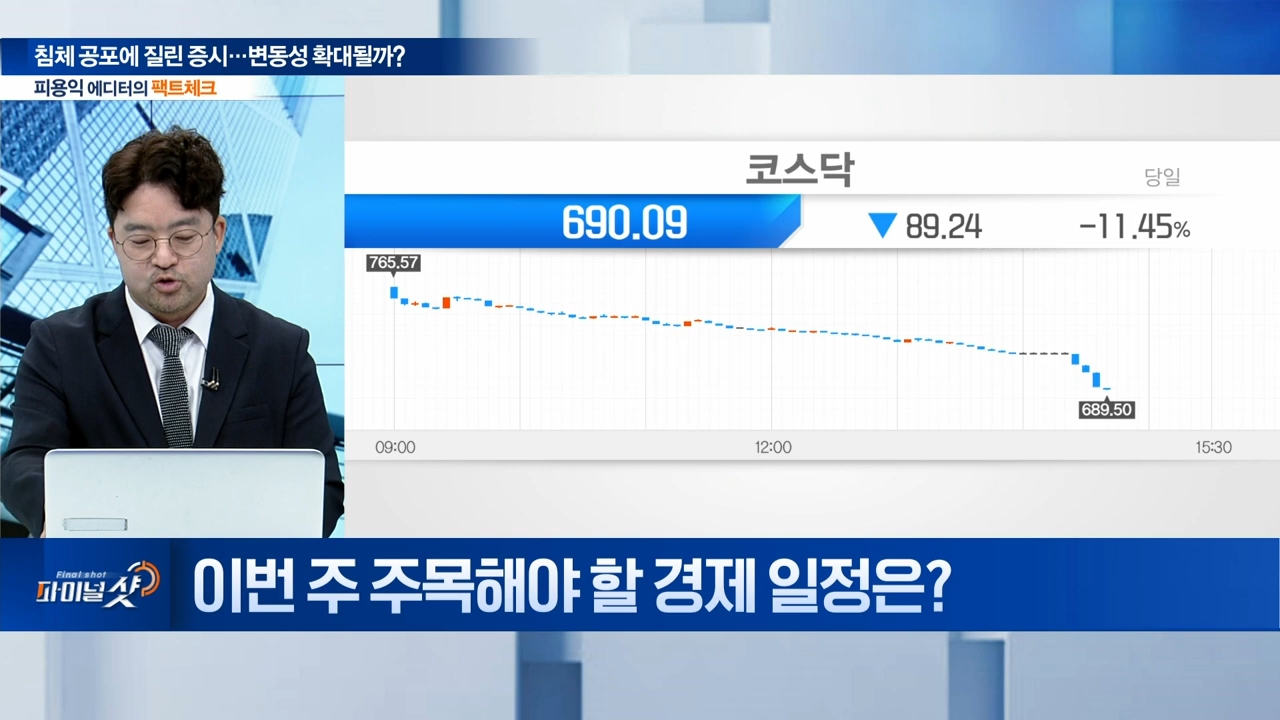 침체 공포에 질린 증시…변동성 확대될까?
피용익 에디터의 팩트체크
코스닥
당일
690.09
▼ 89.24
-11.45%
765.57
689.50
09:00
12:00
15:30
Final shot
파이널 샷
이번 주 주목해야 할 경제 일정은?